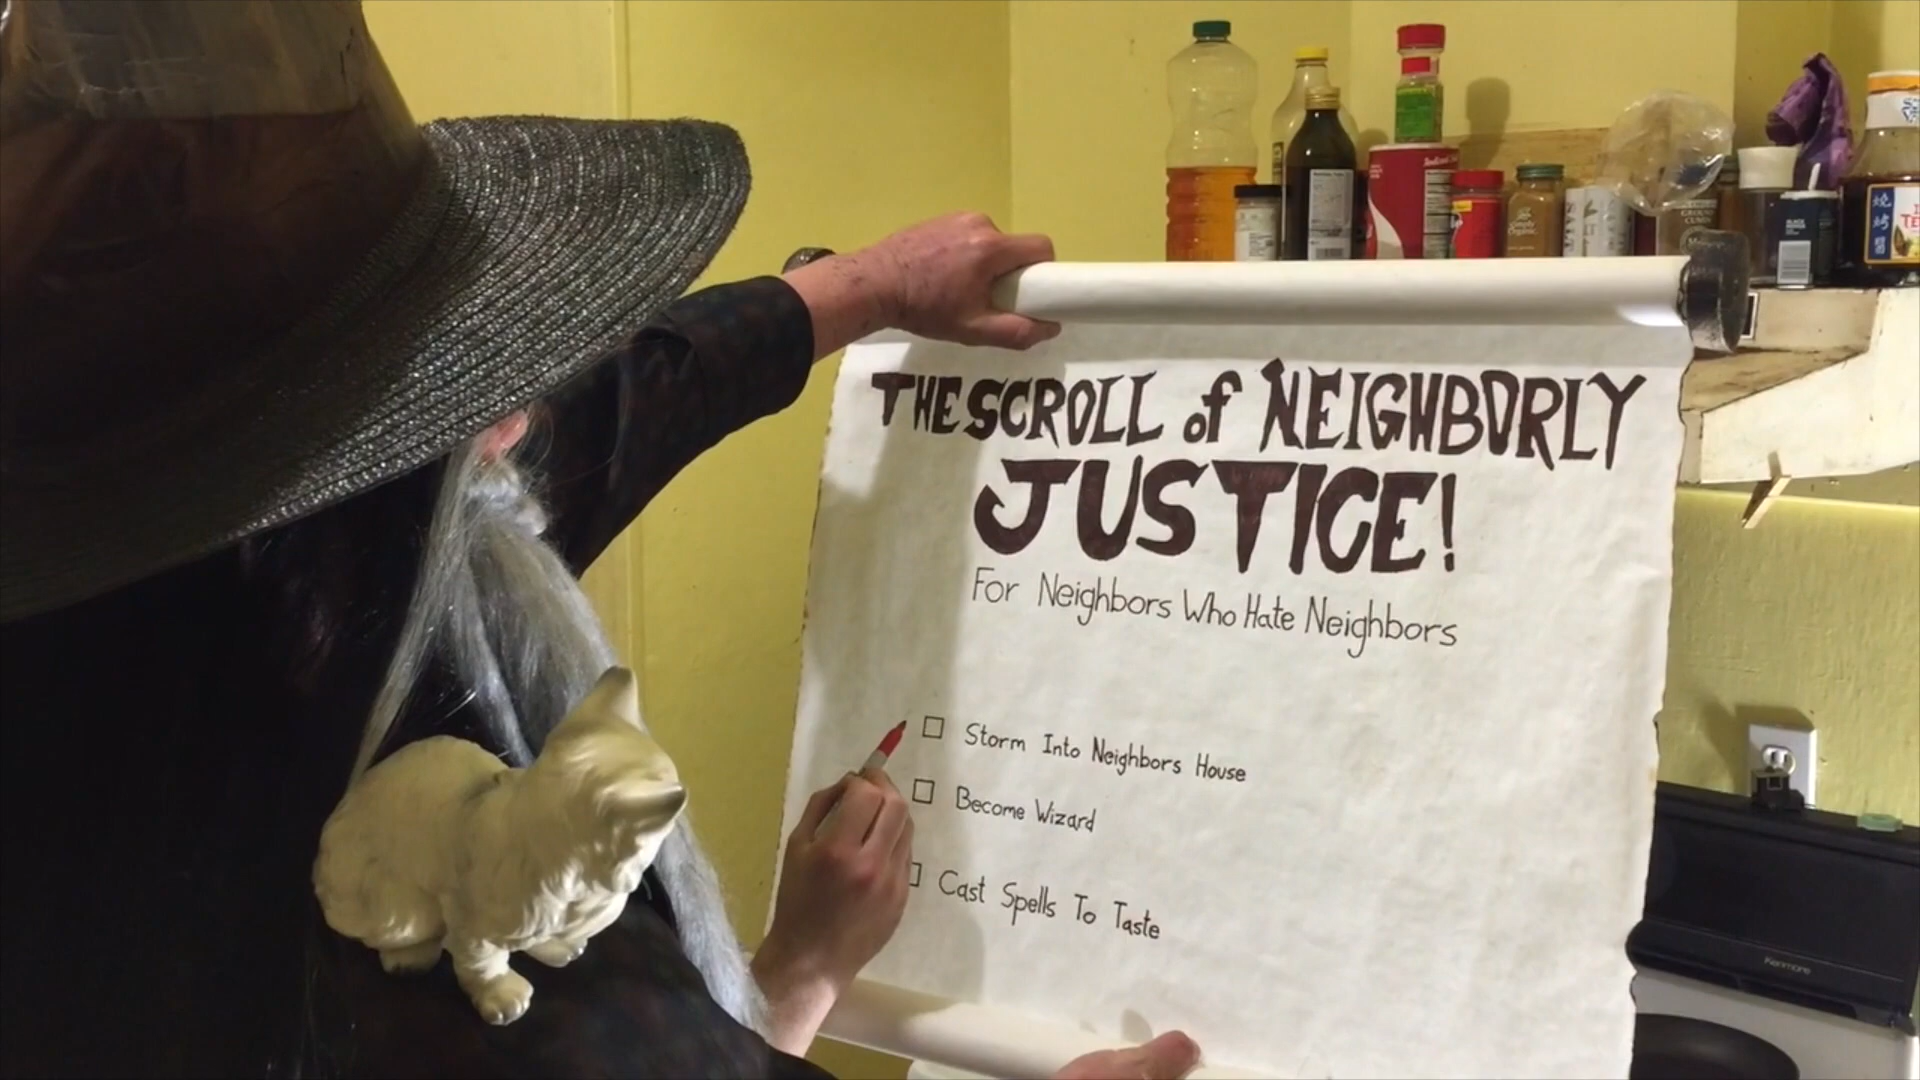 THE SCROLL of NEIGHBORLY
JUSTICE!
For Neighbors Who Hate Neighbors
Storm Into Neighbors House
Become Wizard
Cast Spells To Taste
Kenmore